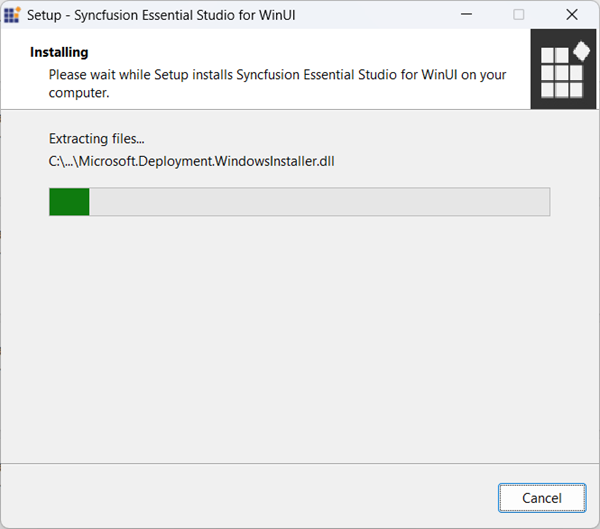 Setup - Syncfusion Essential Studio for WinUI
Installing
Please wait while Setup installs Syncfusion Essential Studio for WinUI on your
computer.
Extracting files...
C:\...\Microsoft.Deployment.WindowsInstaller.dll
Cancel